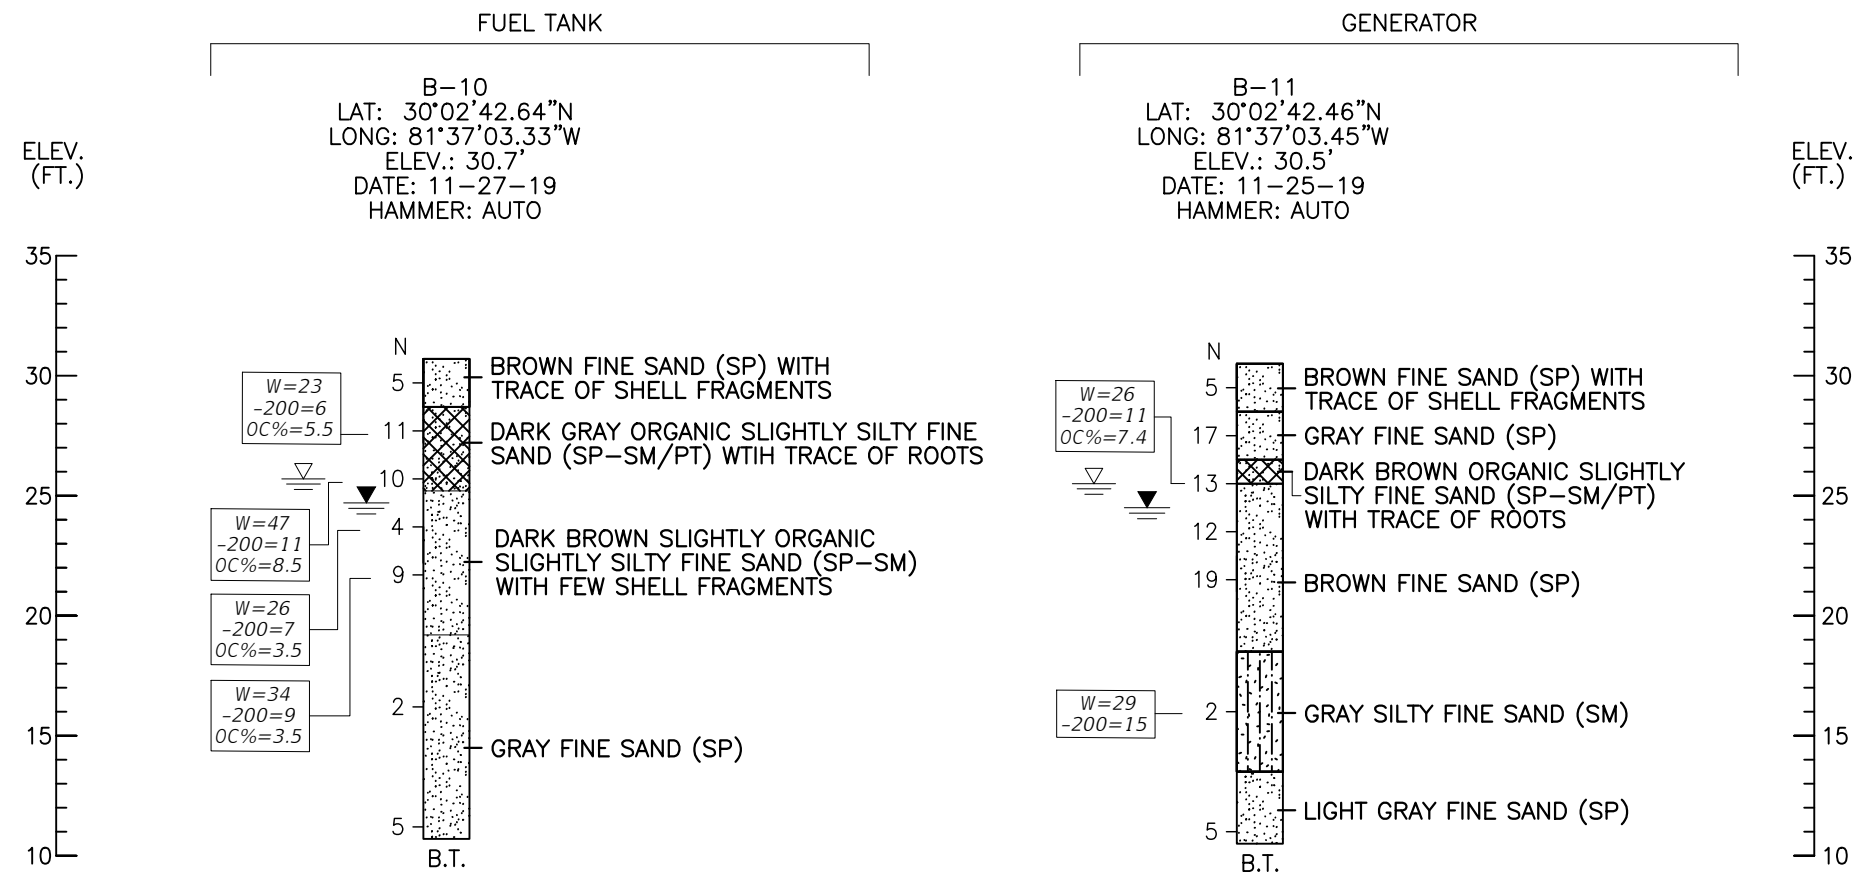 FUEL TANK
B-10
LAT: 30°02'42.64"N
LONG: 81°37'03.33"W
ELEV.: 30.7'
DATE: 11-27-19
HAMMER: AUTO
GENERATOR
B-11
LAT: 30°02'42.46"N
LONG: 81°37'03.45"W
ELEV.: 30.5'
DATE: 11-25-19
HAMMER: AUTO
ELEV.
(FT.)
35
30
25
20
15
10
W=23
-200=6
OC%=5.5
W=47
-200=11
OC%=8.5
W=26
-200=7
OC%=3.5
W=34
-200=9
OC%=3.5
N
5
11
10
4
9
2
5
BROWN FINE SAND (SP) WITH
TRACE OF SHELL FRAGMENTS
DARK GRAY ORGANIC SLIGHTLY SILTY FINE
SAND (SP-SM/PT) WTIH TRACE OF ROOTS
DARK BROWN SLIGHTLY ORGANIC
SLIGHTLY SILTY FINE SAND (SP-SM)
WITH FEW SHELL FRAGMENTS
GRAY FINE SAND (SP)
B.T.
W=26
-200=11
OC%=7.4
W=29
-200=15
N
5
17
13
12
19
2
5
BROWN FINE SAND (SP) WITH
TRACE OF SHELL FRAGMENTS
GRAY FINE SAND (SP)
DARK BROWN ORGANIC SLIGHTLY
SILTY FINE SAND (SP-SM/PT)
WITH TRACE OF ROOTS
BROWN FINE SAND (SP)
GRAY SILTY FINE SAND (SM)
LIGHT GRAY FINE SAND (SP)
B.T.
ELEV.
(FT.)
35
30
25
20
15
10